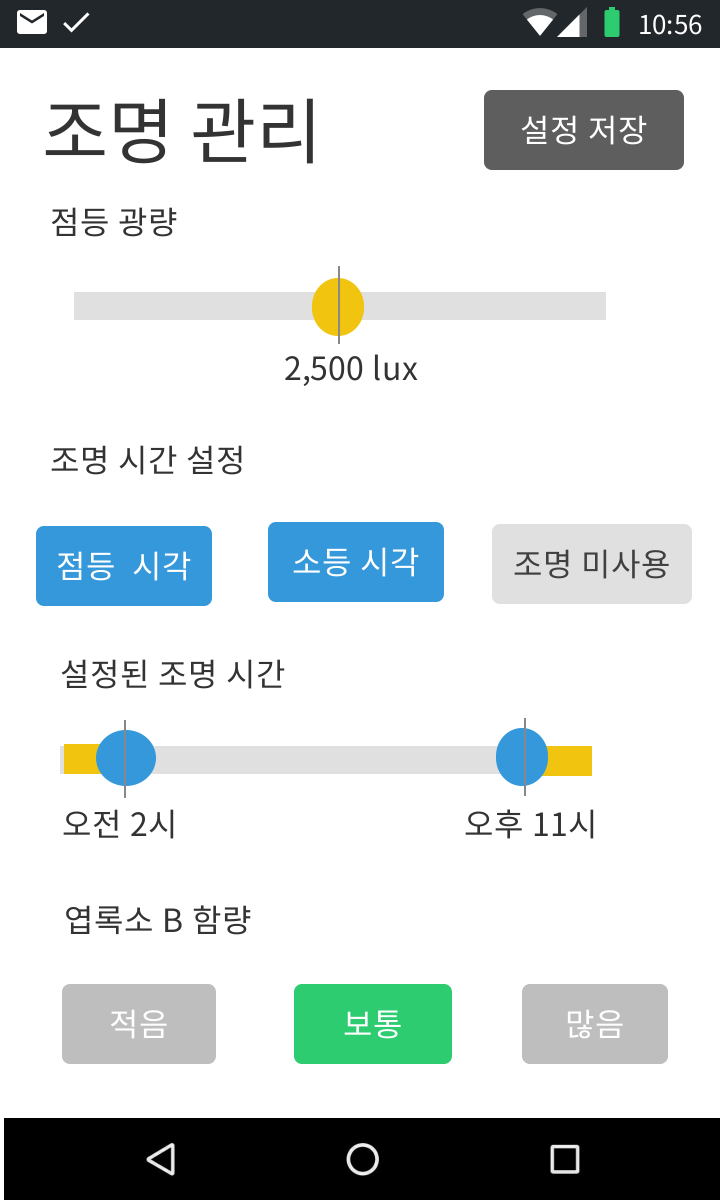 10:56
조명 관리
설정 저장
점등 광량
2,500 lux
조명 시간 설정
점등 시각
소등 시각
조명 미사용
설정된 조명 시간
오전 2시
오후 11시
엽록소 B 함량
적음
보통
많음